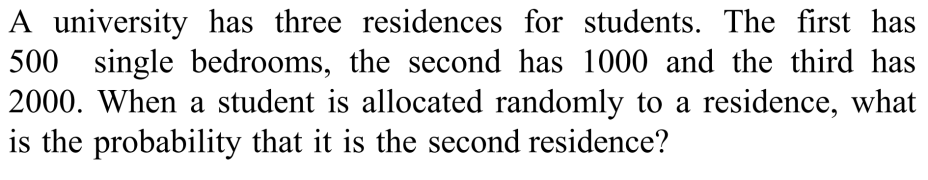 A university has three residences for students. The first has
500 single bedrooms, the second has 1000 and the third has
2000. When a student is allocated randomly to a residence, what
is the probability that it is the second residence?